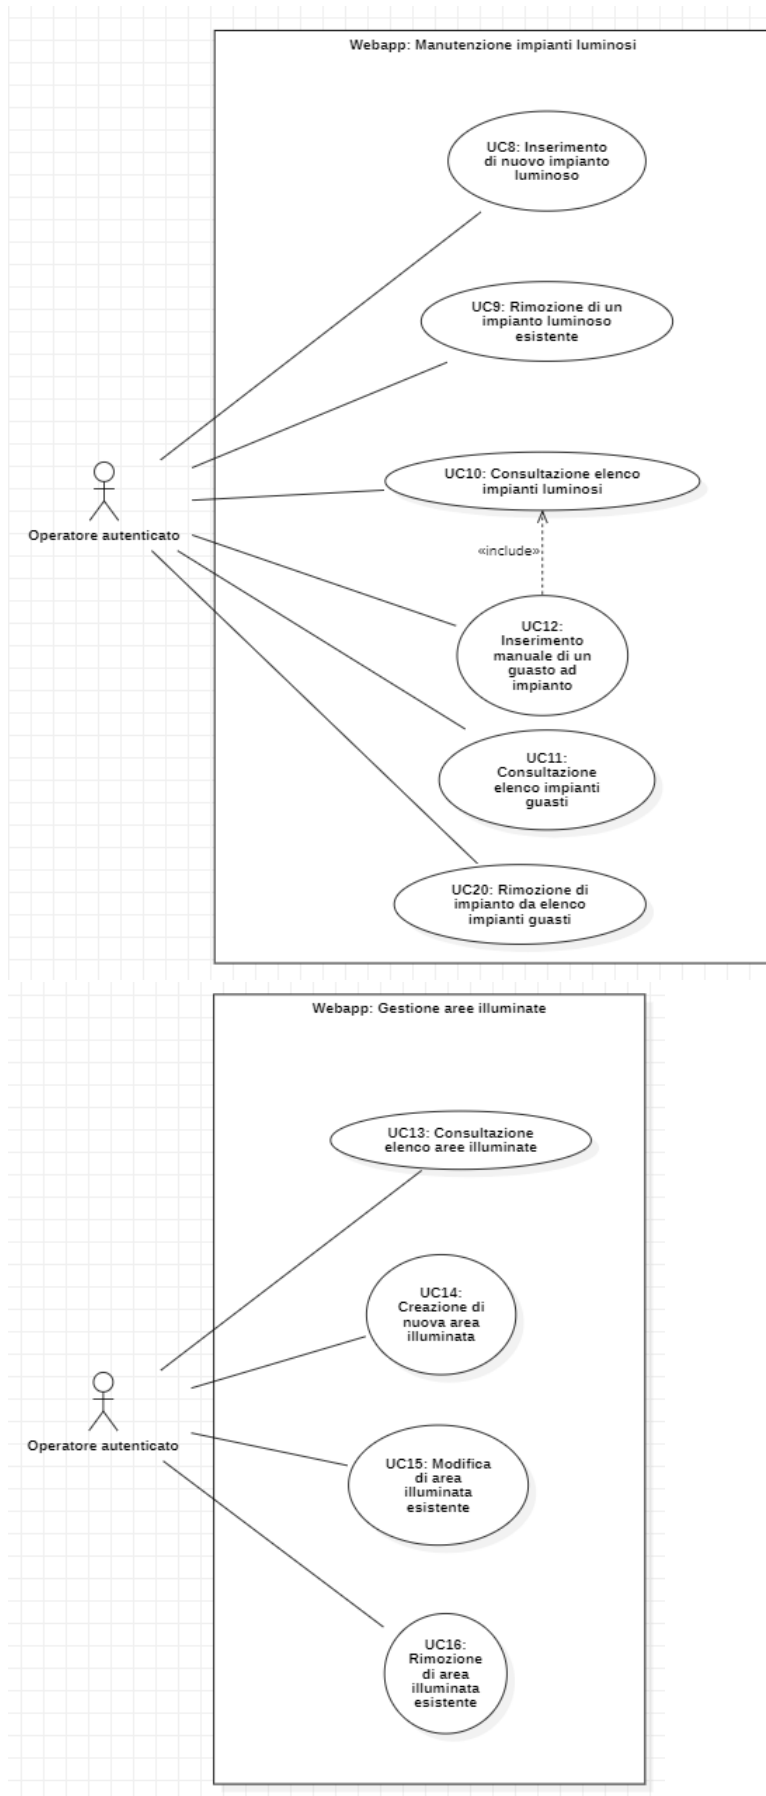 Webapp: Manutenzione impianti luminosi
UC8: Inserimento
di nuovo impianto
luminoso
UC9: Rimozione di un
impianto luminoso
esistente
UC10: Consultazione elenco
impianti luminosi
Operatore autenticato
«include»
UC12:
Inserimento
manuale di un
guasto ad
impianto
UC11:
Consultazione
elenco impianti
guasti
UC20: Rimozione di
impianto da elenco
impianti guasti
Webapp: Gestione aree illuminate
UC13: Consultazione
elenco aree illuminate
UC14:
Creazione di
nuova area
illuminata
Operatore autenticato
UC15: Modifica
di area
illuminata
esistente
UC16:
Rimozione
di area
illuminata
esistente